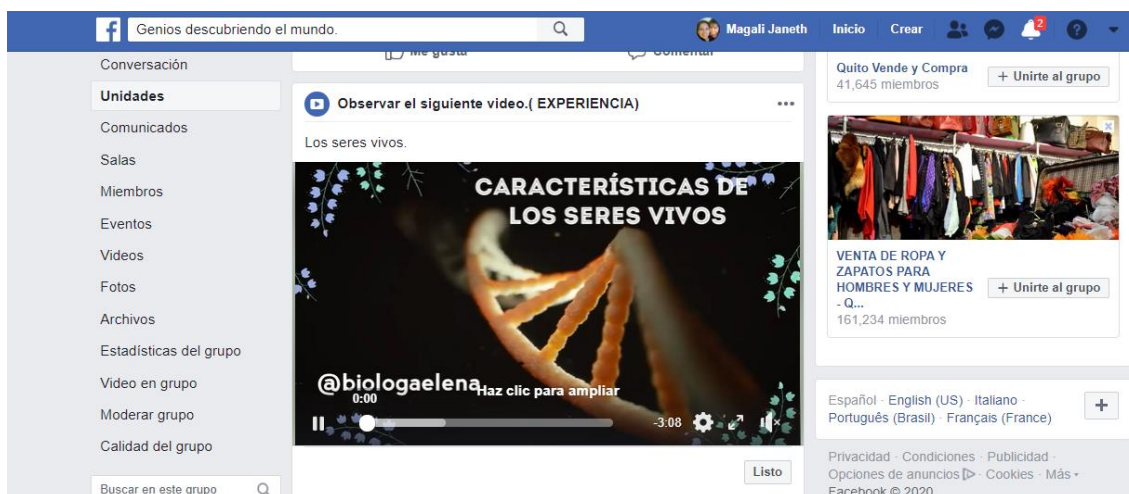 Genios descubriendo el mundo.
Magali Janeth
Inicio
Crear
2
Conversación
Unidades
Comunicados
Salas
Miembros
Eventos
Videos
Fotos
Archivos
Estadísticas del grupo
Video en grupo
Moderar grupo
Calidad del grupo
Buscar en este grupo
Me gusta
Comentar
Observar el siguiente video.( EXPERIENCIA)
Los seres vivos.
CARACTERÍSTICAS DE
LOS SERES VIVOS
@biologaelena
Haz clic para ampliar
0:00
-3:08
Listo
Quito Vende y Compra
41,645 miembros
+ Unirte al grupo
VENTA DE ROPA Y
ZAPATOS PARA
HOMBRES Y MUJERES
- Q...
161,234 miembros
+ Unirte al grupo
Español · English (US) · Italiano ·
Português (Brasil) · Français (France)
Privacidad · Condiciones · Publicidad ·
Opciones de anuncios · Cookies · Más
Facebook © 2020